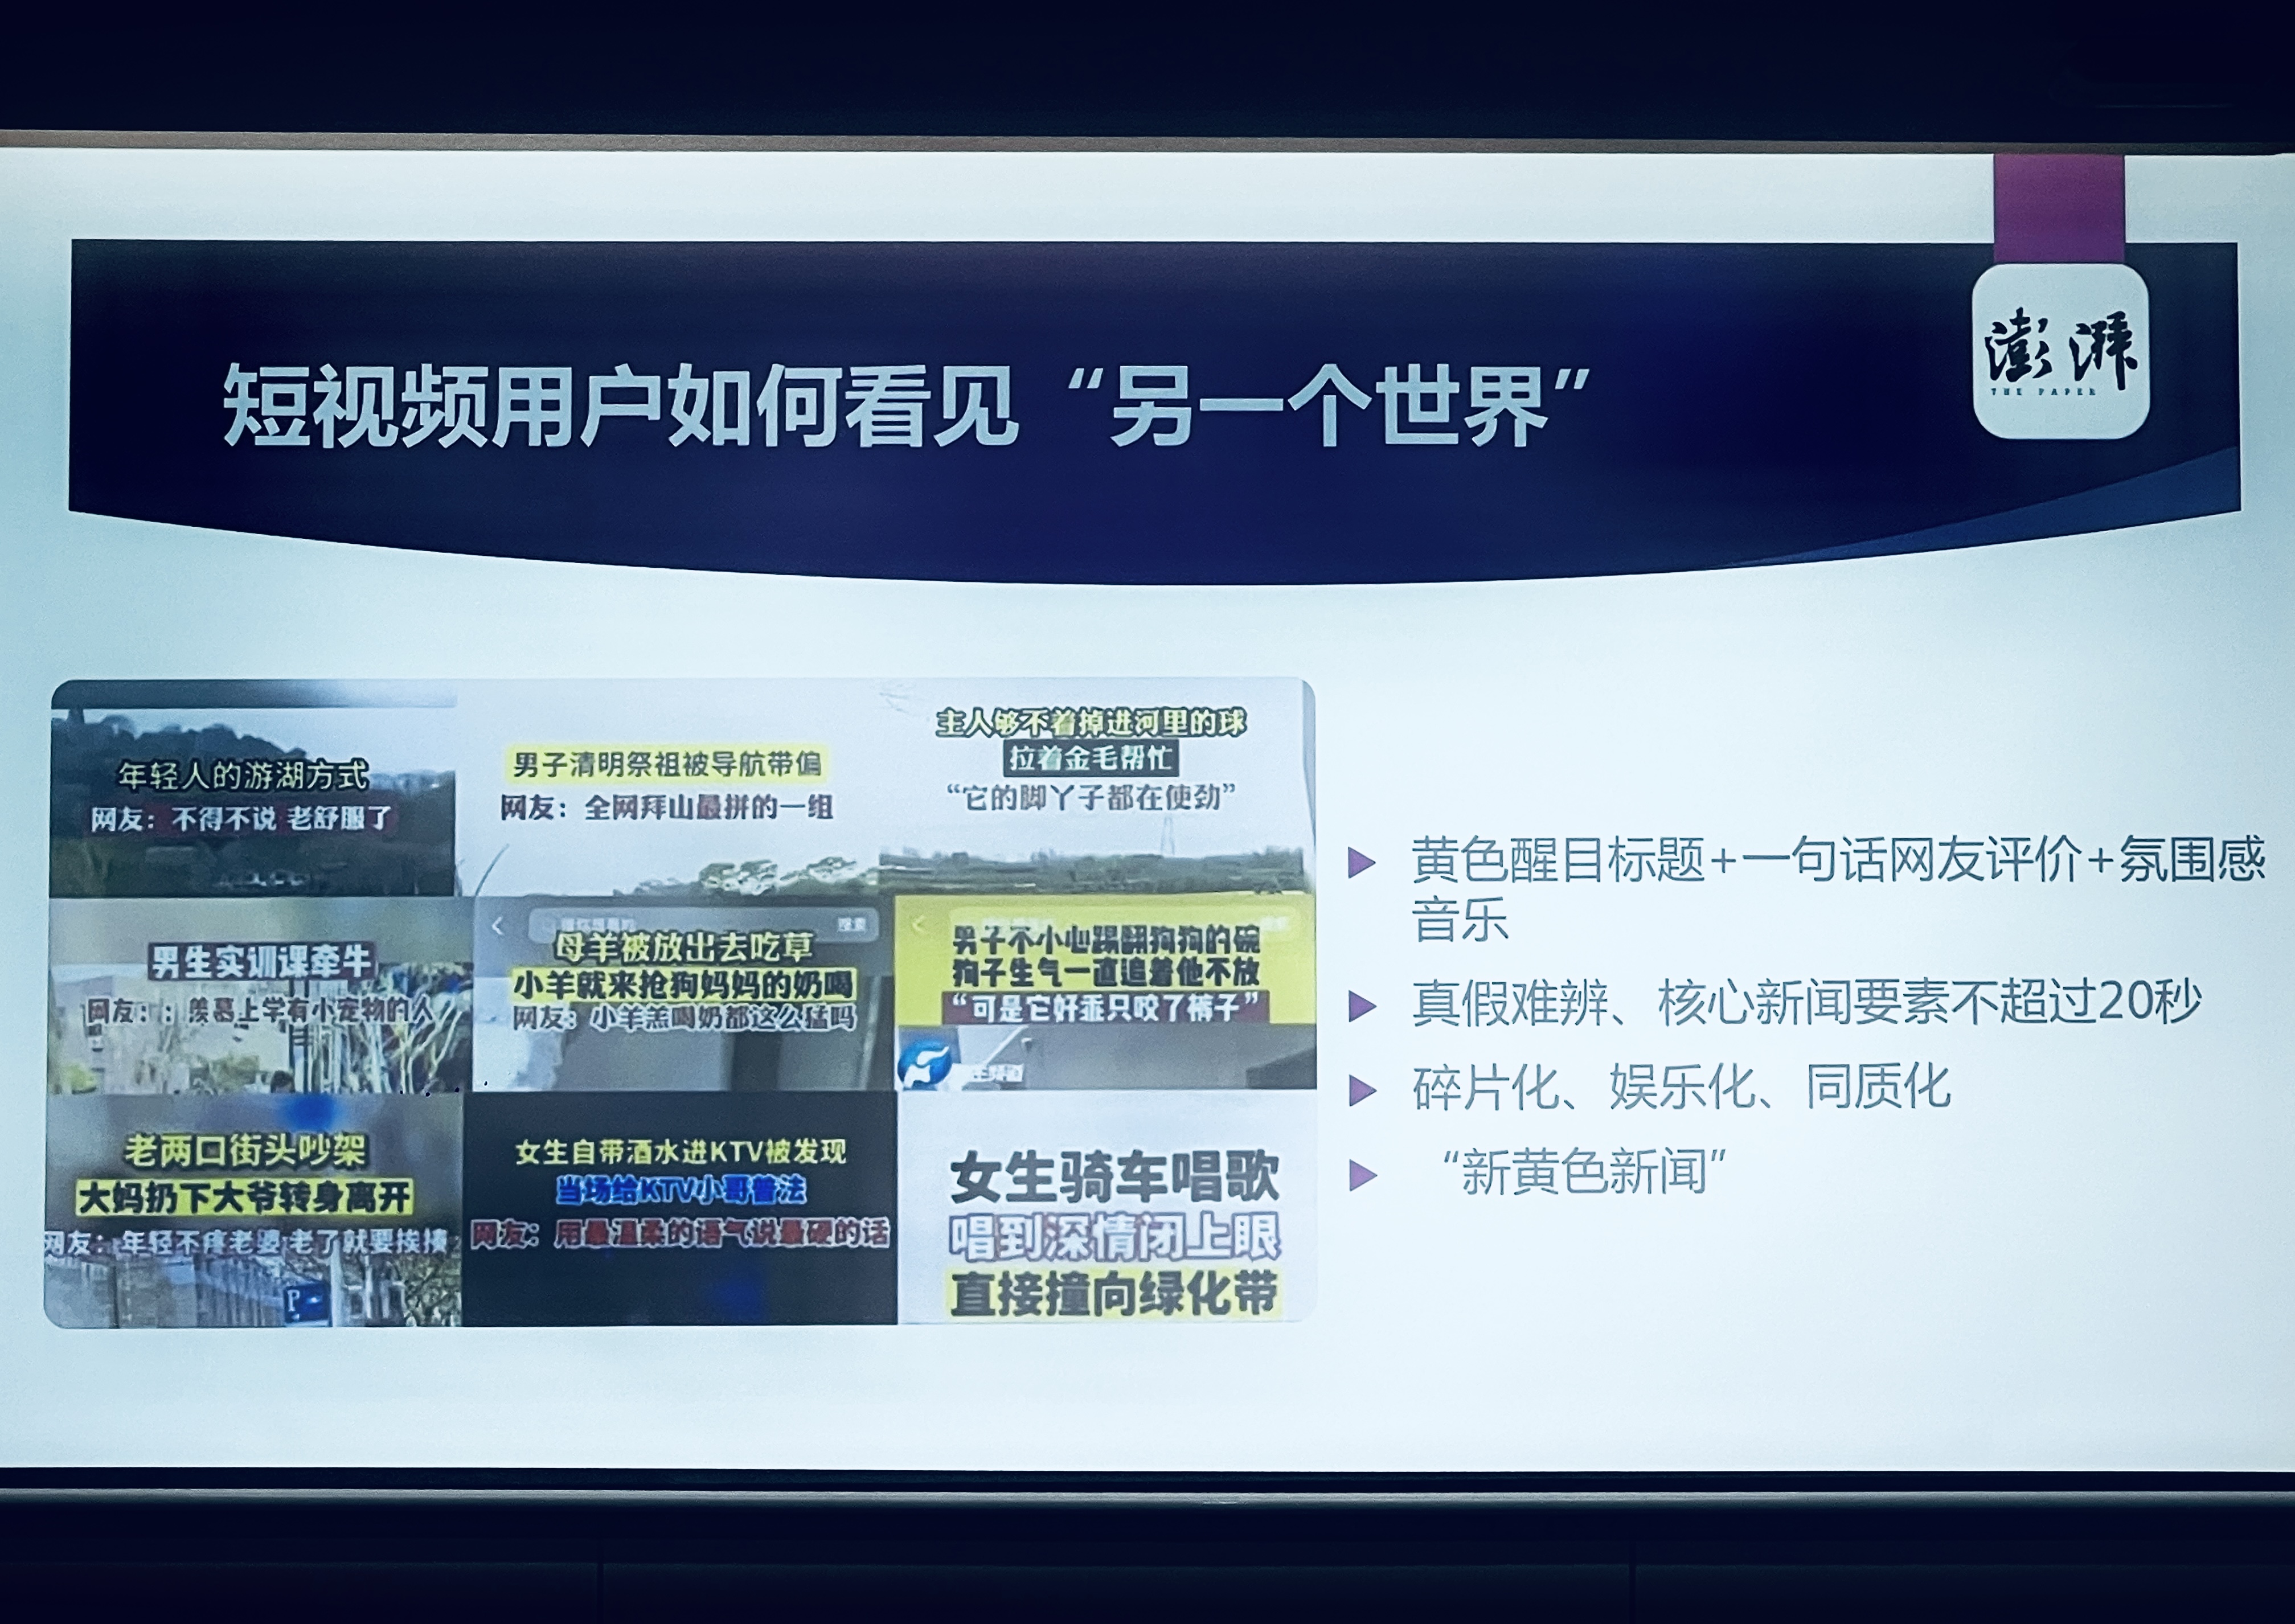 短视频用户如何看见“另一个世界”
澎湃
THE PAPER
年轻人的游湖方式
网友：不得不说 老舒服了
男子清明祭祖被导航带偏
网友：全网拜山最拼的一组
主人够不着掉进河里的球
拉着金毛帮忙
“它的脚丫子都在使劲”
男生实训课牵牛
网友：：羡慕上学有小宠物的人
搜索
母羊被放出去吃草
小羊就来抢狗妈妈的奶喝
网友：小羊羔喝奶都这么猛吗
男子不小心踢翻狗狗的碗
狗子生气一直追着他不放
“可是它好乖只咬了裤子”
老两口街头吵架
大妈扔下大爷转身离开
网友：年轻不疼老婆 老了就要挨揍
P
女生自带酒水进KTV被发现
当场给KTV小哥普法
网友：用最温柔的语气说最硬的话
女生骑车唱歌
唱到深情闭上眼
直接撞向绿化带
黄色醒目标题+一句话网友评价+氛围感
音乐
真假难辨、核心新闻要素不超过20秒
碎片化、娱乐化、同质化
“新黄色新闻”